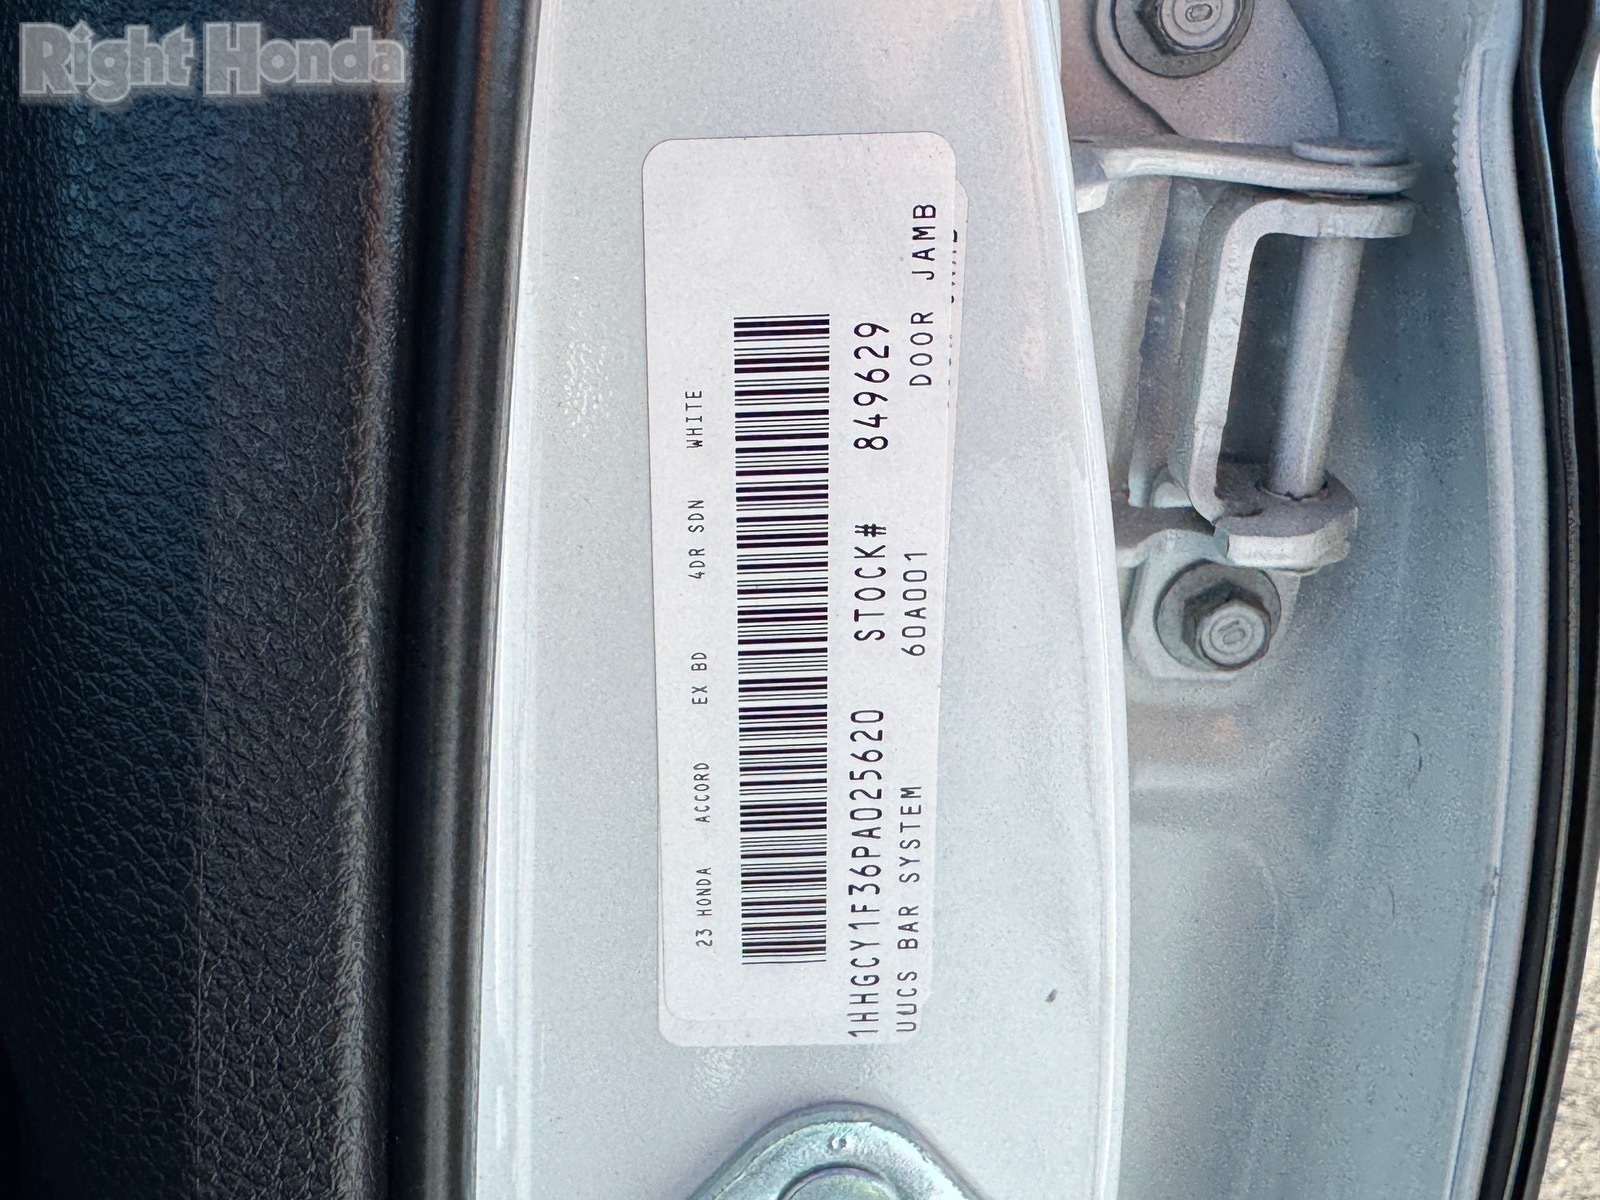 Right Honda
23 HONDA ACCORD EX BD 4DR SDN WHITE
1HHGCY1F36PA025620 STOCK# 849629
UUCS BAR SYSTEM 60A001 DOOR JAMB